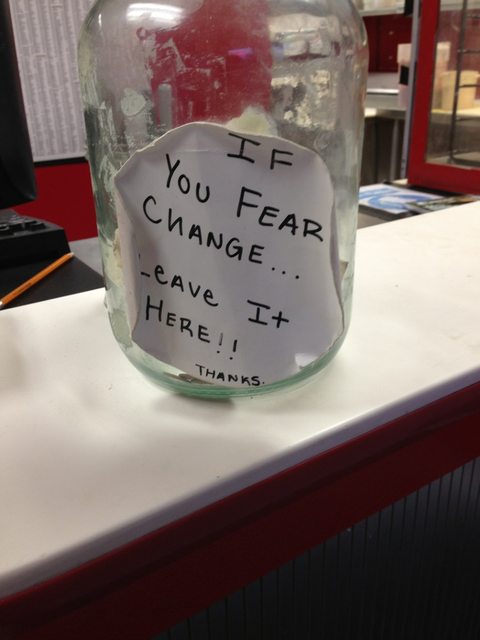 IF
YOU FEAR
CHANGE...
Leave It
HERE!!
THANKS.